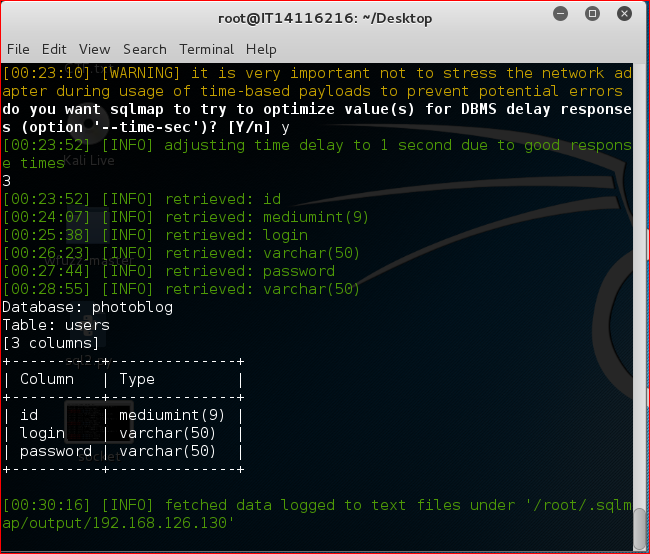 root@IT14116216: ~/Desktop
File Edit View Search Terminal Help
[00:23:10] [WARNING] it is very important not to stress the network ad
apter during usage of time-based payloads to prevent potential errors
do you want sqlmap to try to optimize value(s) for DBMS delay response
s (option '--time-sec')? [Y/n] y
[00:23:52] [INFO] adjusting time delay to 1 second due to good respons
e times
Kali Live
3
[00:23:52] [INFO] retrieved: id
[00:24:07] [INFO] retrieved: mediumint(9)
[00:25:38] [INFO] retrieved: login
[00:26:23] [INFO] retrieved: varchar(50)
[00:27:44] [INFO] retrieved: password
[00:28:55] [INFO] retrieved: varchar(50)
Database: photoblog
Table: users
[3 columns]
+----------+--------------+
| Column | Type |
+----------+--------------+
| id | mediumint(9) |
| login | varchar(50) |
| password | varchar(50) |
+----------+--------------+
socket
[00:30:16] [INFO] fetched data logged to text files under '/root/.sqlm
ap/output/192.168.126.130'